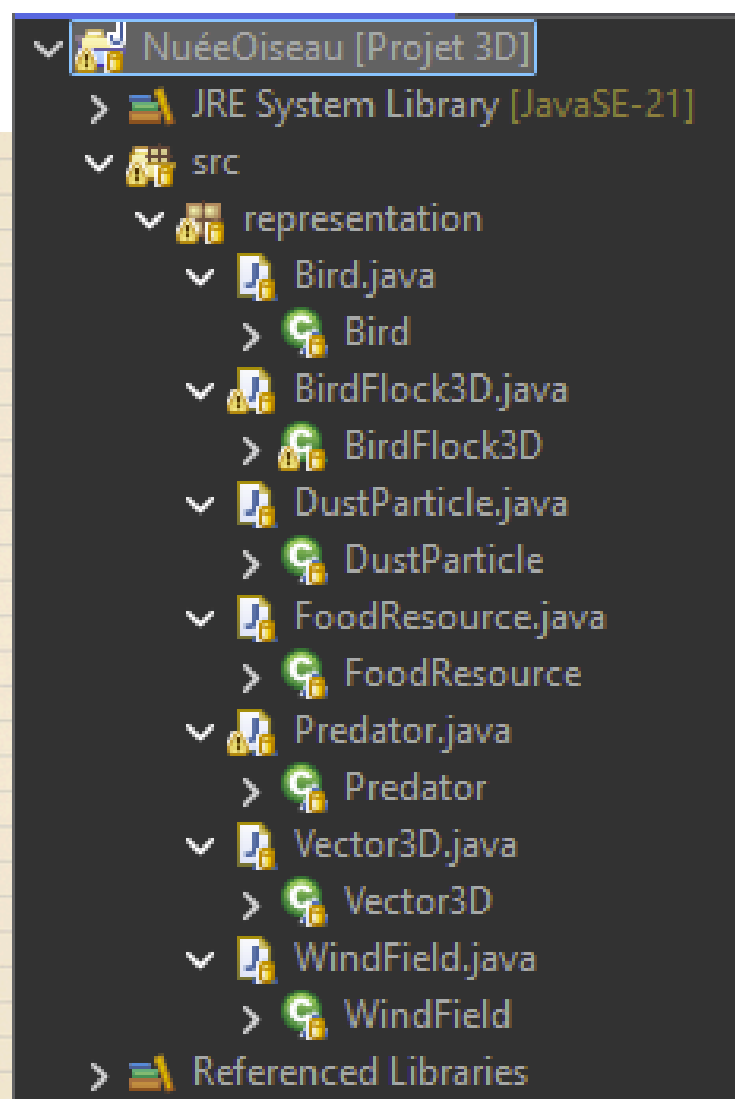 NuéeOiseau [Projet 3D]
JRE System Library [JavaSE-21]
src
representation
Bird.java
Bird
BirdFlock3D.java
BirdFlock3D
DustParticle.java
DustParticle
FoodResource.java
FoodResource
Predator.java
Predator
Vector3D.java
Vector3D
WindField.java
WindField
Referenced Libraries